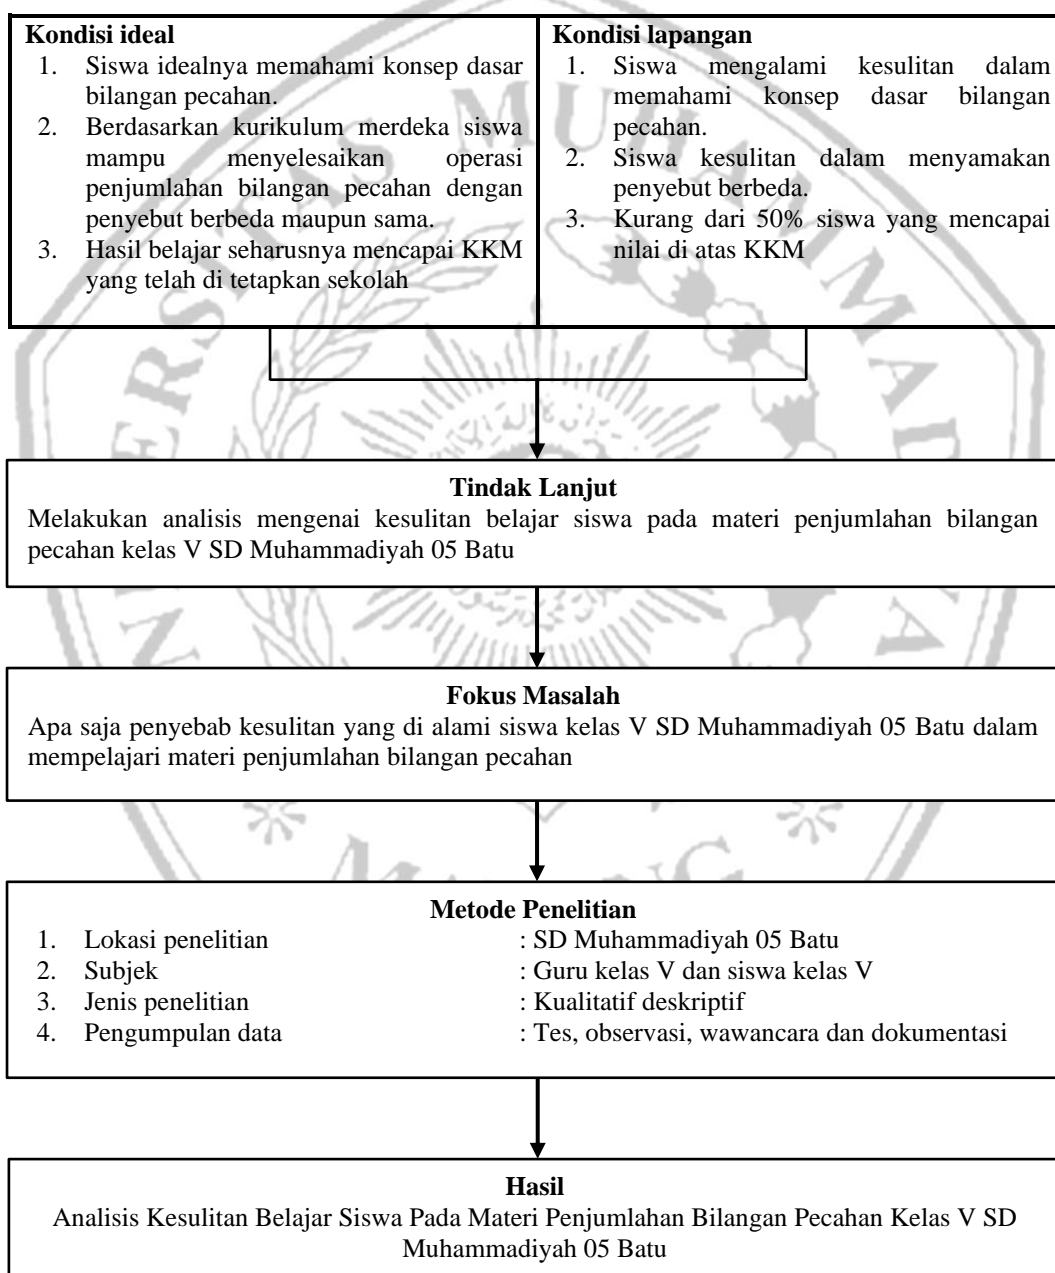 Kondisi ideal
1. Siswa idealnya memahami konsep dasar
bilangan pecahan.
2. Berdasarkan kurikulum merdeka siswa
mampu menyelesaikan operasi
penjumlahan bilangan pecahan dengan
penyebut berbeda maupun sama.
3. Hasil belajar seharusnya mencapai KKM
yang telah di tetapkan sekolah
Kondisi lapangan
1. Siswa mengalami kesulitan dalam
memahami konsep dasar bilangan
pecahan.
2. Siswa kesulitan dalam menyamakan
penyebut berbeda.
3. Kurang dari 50% siswa yang mencapai
nilai di atas KKM
Tindak Lanjut
Melakukan analisis mengenai kesulitan belajar siswa pada materi penjumlahan bilangan
pecahan kelas V SD Muhammadiyah 05 Batu
Fokus Masalah
Apa saja penyebab kesulitan yang di alami siswa kelas V SD Muhammadiyah 05 Batu dalam
mempelajari materi penjumlahan bilangan pecahan
Metode Penelitian
1. Lokasi penelitian : SD Muhammadiyah 05 Batu
2. Subjek : Guru kelas V dan siswa kelas V
3. Jenis penelitian : Kualitatif deskriptif
4. Pengumpulan data : Tes, observasi, wawancara dan dokumentasi
Hasil
Analisis Kesulitan Belajar Siswa Pada Materi Penjumlahan Bilangan Pecahan Kelas V SD
Muhammadiyah 05 Batu